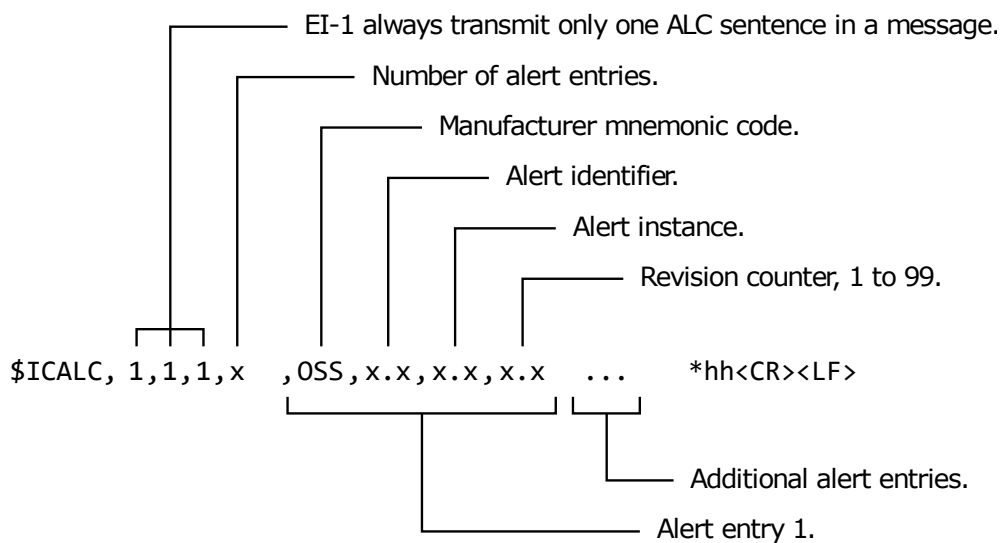 EI-1 always transmit only one ALC sentence in a message.
Number of alert entries.
Manufacturer mnemonic code.
Alert identifier.
Alert instance.
Revision counter, 1 to 99.
$ICALC, 1,1,1,x ,OSS,x.x,x.x,x.x ... *hh<CR><LF>
Additional alert entries.
Alert entry 1.